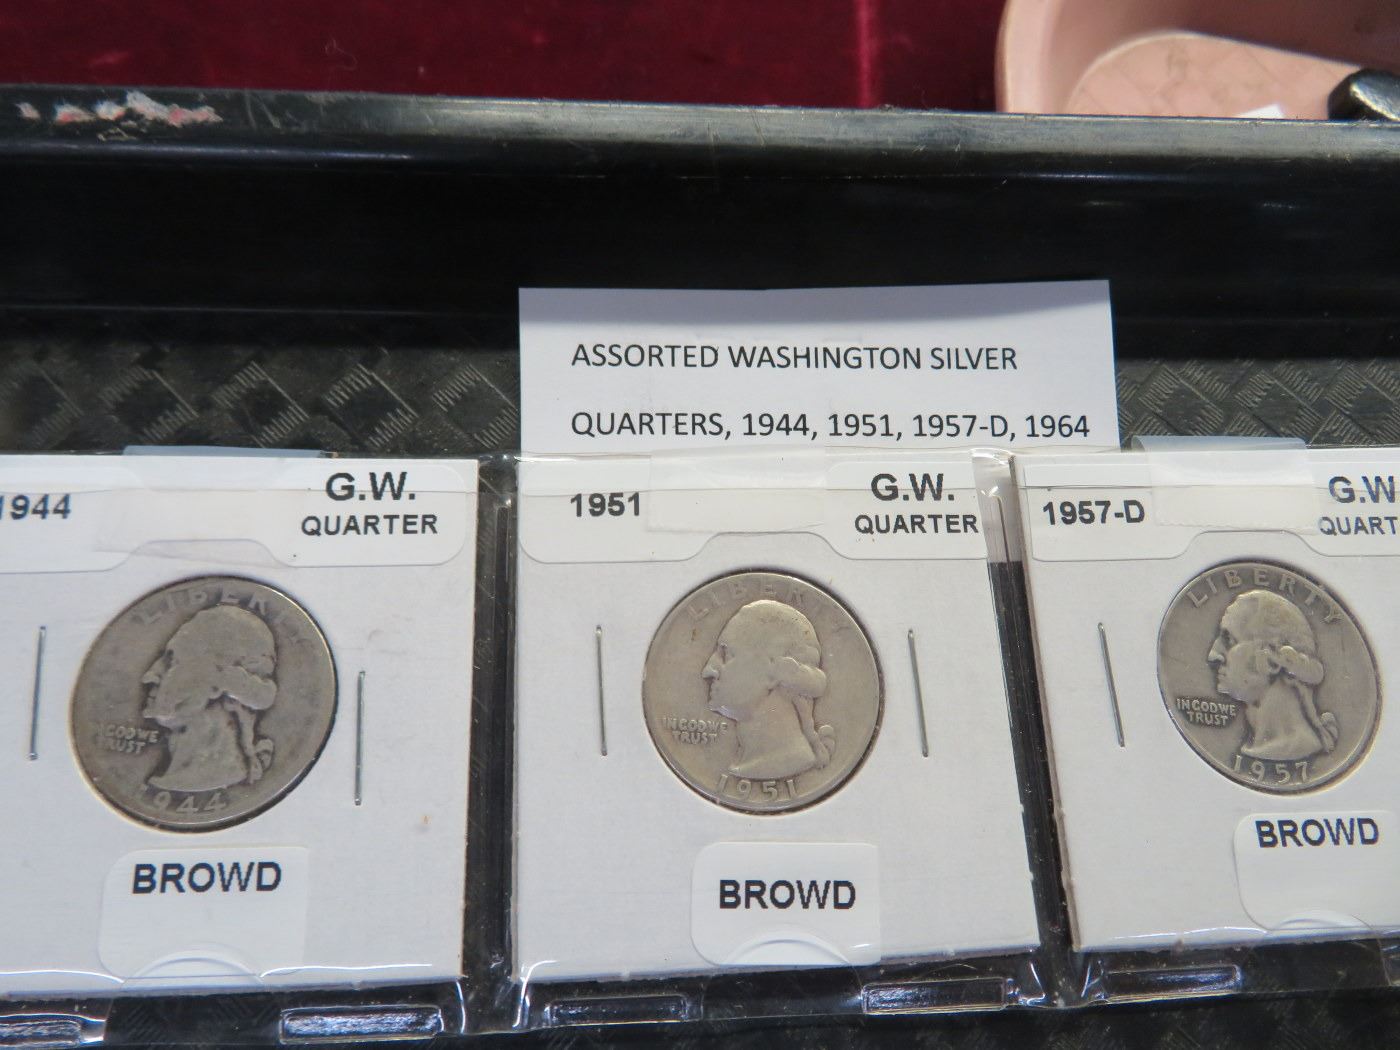 ASSORTED WASHINGTON SILVER
QUARTERS, 1944, 1951, 1957-D, 1964
1944
G.W.
QUARTER
LIBERTY
IN GOD WE
TRUST
1944
BROWD
1951
G.W.
QUARTER
LIBERTY
IN GOD WE
TRUST
1951
BROWD
1957-D
G.W
QUART
LIBERTY
IN GOD WE
TRUST
1957
BROWD